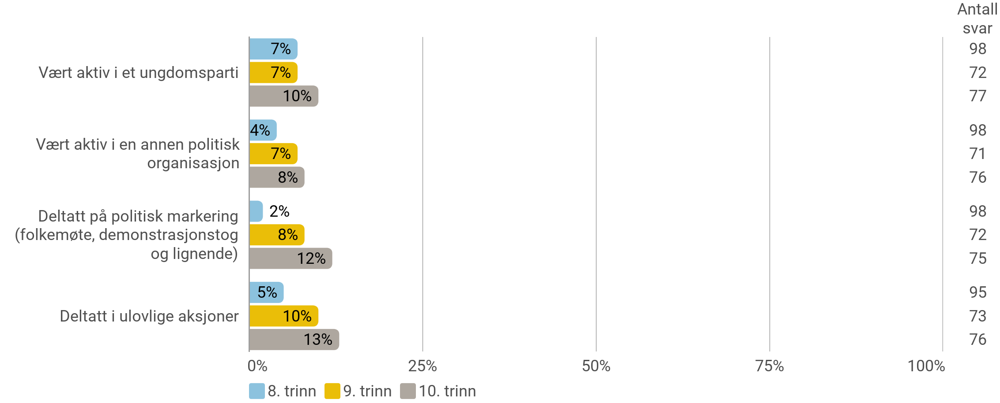 Antall
svar
7%
98
Vært aktiv i et ungdomsparti
7%
72
10%
77
4%
98
Vært aktiv i en annen politisk
organisasjon
7%
71
8%
76
2%
98
Deltatt på politisk markering
(folkemøte, demonstrasjonstog
og lignende)
8%
72
12%
75
5%
95
Deltatt i ulovlige aksjoner
10%
73
13%
76
0% 25% 50% 75% 100%
8. trinn 9. trinn 10. trinn